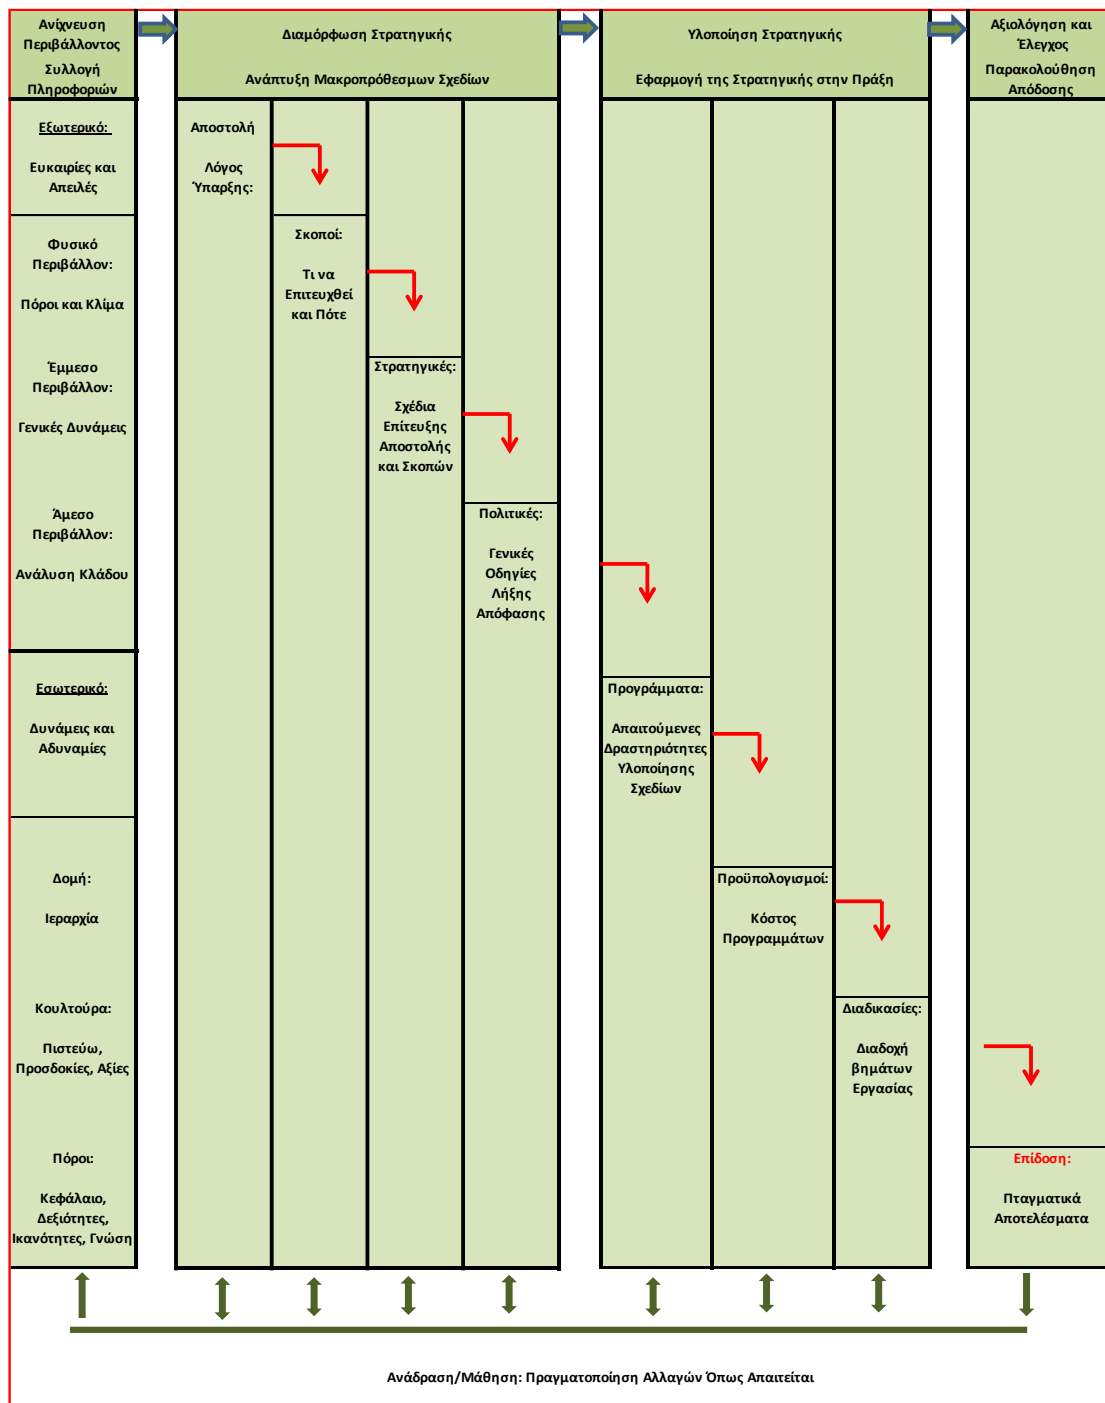 Ανίχνευση
Περιβάλλοντος
Συλλογή
Πληροφοριών
Διαμόρφωση Στρατηγικής
Ανάπτυξη Μακροπρόθεσμων Σχεδίων
Υλοποίηση Στρατηγικής
Εφαρμογή της Στρατηγικής στην Πράξη
Αξιολόγηση και
Έλεγχος
Παρακολούθηση
Απόδοσης
Εξωτερικό:
Ευκαιρίες και
Απειλές
Φυσικό
Περιβάλλον:
Πόροι και Κλίμα
Έμμεσο
Περιβάλλον:
Γενικές Δυνάμεις
Άμεσο
Περιβάλλον:
Ανάλυση Κλάδου
Εσωτερικό:
Δυνάμεις και
Αδυναμίες
Δομή:
Ιεραρχία
Κουλτούρα:
Πιστεύω,
Προσδοκίες, Αξίες
Πόροι:
Κεφάλαιο,
Δεξιότητες,
Ικανότητες, Γνώση
Αποστολή
Λόγος
Ύπαρξης:
Σκοποί:
Τι να
Επιτευχθεί
και Πότε
Στρατηγικές:
Σχέδια
Επίτευξης
Αποστολής
και Σκοπών
Πολιτικές:
Γενικές
Οδηγίες
Λήξης
Απόφασης
Προγράμματα:
Απαιτούμενες
Δραστηριότητες
Υλοποίησης
Σχεδίων
Προϋπολογισμοί:
Κόστος
Προγραμμάτων
Διαδικασίες:
Διαδοχή
βημάτων
Εργασίας
Επίδοση:
Πταγματικά
Αποτελέσματα
Ανάδραση/Μάθηση: Πραγματοποίηση Αλλαγών Όπως Απαιτείται